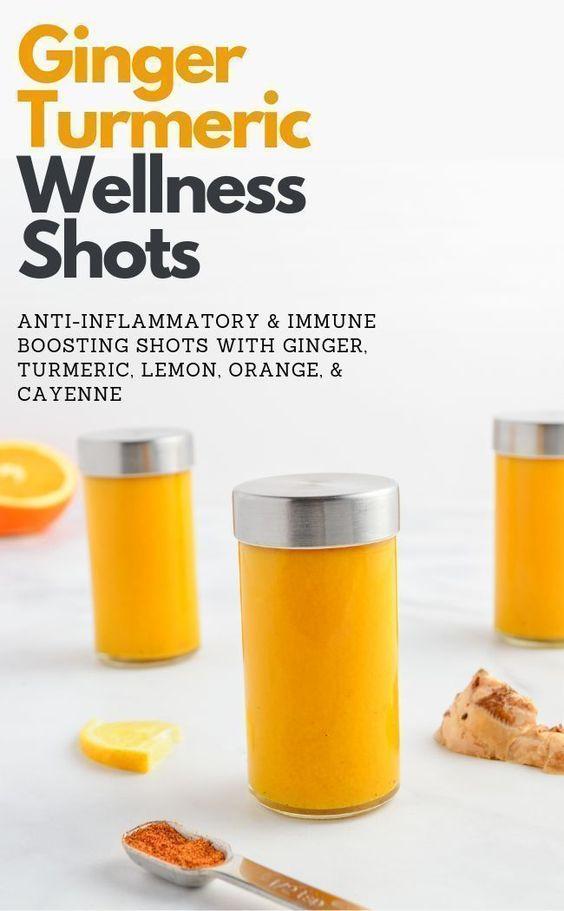 Ginger
Turmeric
Wellness
Shots
ANTI-INFLAMMATORY & IMMUNE
BOOSTING SHOTS WITH GINGER,
TURMERIC, LEMON, ORANGE, &
CAYENNE